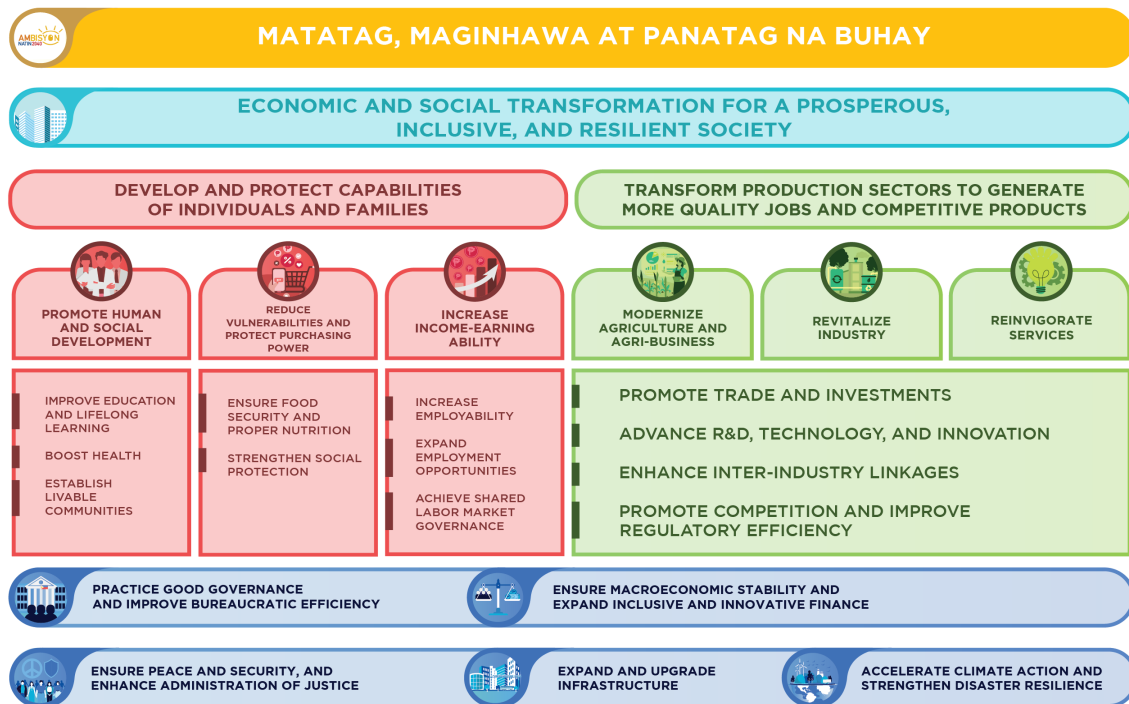 AMBISYON
NATIN2040
MATATAG, MAGINHAWA AT PANATAG NA BUHAY
ECONOMIC AND SOCIAL TRANSFORMATION FOR A PROSPEROUS,
INCLUSIVE, AND RESILIENT SOCIETY
DEVELOP AND PROTECT CAPABILITIES
OF INDIVIDUALS AND FAMILIES
TRANSFORM PRODUCTION SECTORS TO GENERATE
MORE QUALITY JOBS AND COMPETITIVE PRODUCTS
PROMOTE HUMAN
AND SOCIAL
DEVELOPMENT
REDUCE
VULNERABILITIES AND
PROTECT PURCHASING
POWER
INCREASE
INCOME-EARNING
ABILITY
MODERNIZE
AGRICULTURE AND
AGRI-BUSINESS
REVITALIZE
INDUSTRY
REINVIGORATE
SERVICES
IMPROVE EDUCATION
AND LIFELONG
LEARNING
BOOST HEALTH
ESTABLISH
LIVABLE
COMMUNITIES
ENSURE FOOD
SECURITY AND
PROPER NUTRITION
STRENGTHEN SOCIAL
PROTECTION
INCREASE
EMPLOYABILITY
EXPAND
EMPLOYMENT
OPPORTUNITIES
ACHIEVE SHARED
LABOR MARKET
GOVERNANCE
PROMOTE TRADE AND INVESTMENTS
ADVANCE R&D, TECHNOLOGY, AND INNOVATION
ENHANCE INTER-INDUSTRY LINKAGES
PROMOTE COMPETITION AND IMPROVE
REGULATORY EFFICIENCY
PRACTICE GOOD GOVERNANCE
AND IMPROVE BUREAUCRATIC EFFICIENCY
ENSURE MACROECONOMIC STABILITY AND
EXPAND INCLUSIVE AND INNOVATIVE FINANCE
ENSURE PEACE AND SECURITY, AND
ENHANCE ADMINISTRATION OF JUSTICE
EXPAND AND UPGRADE
INFRASTRUCTURE
ACCELERATE CLIMATE ACTION AND
STRENGTHEN DISASTER RESILIENCE